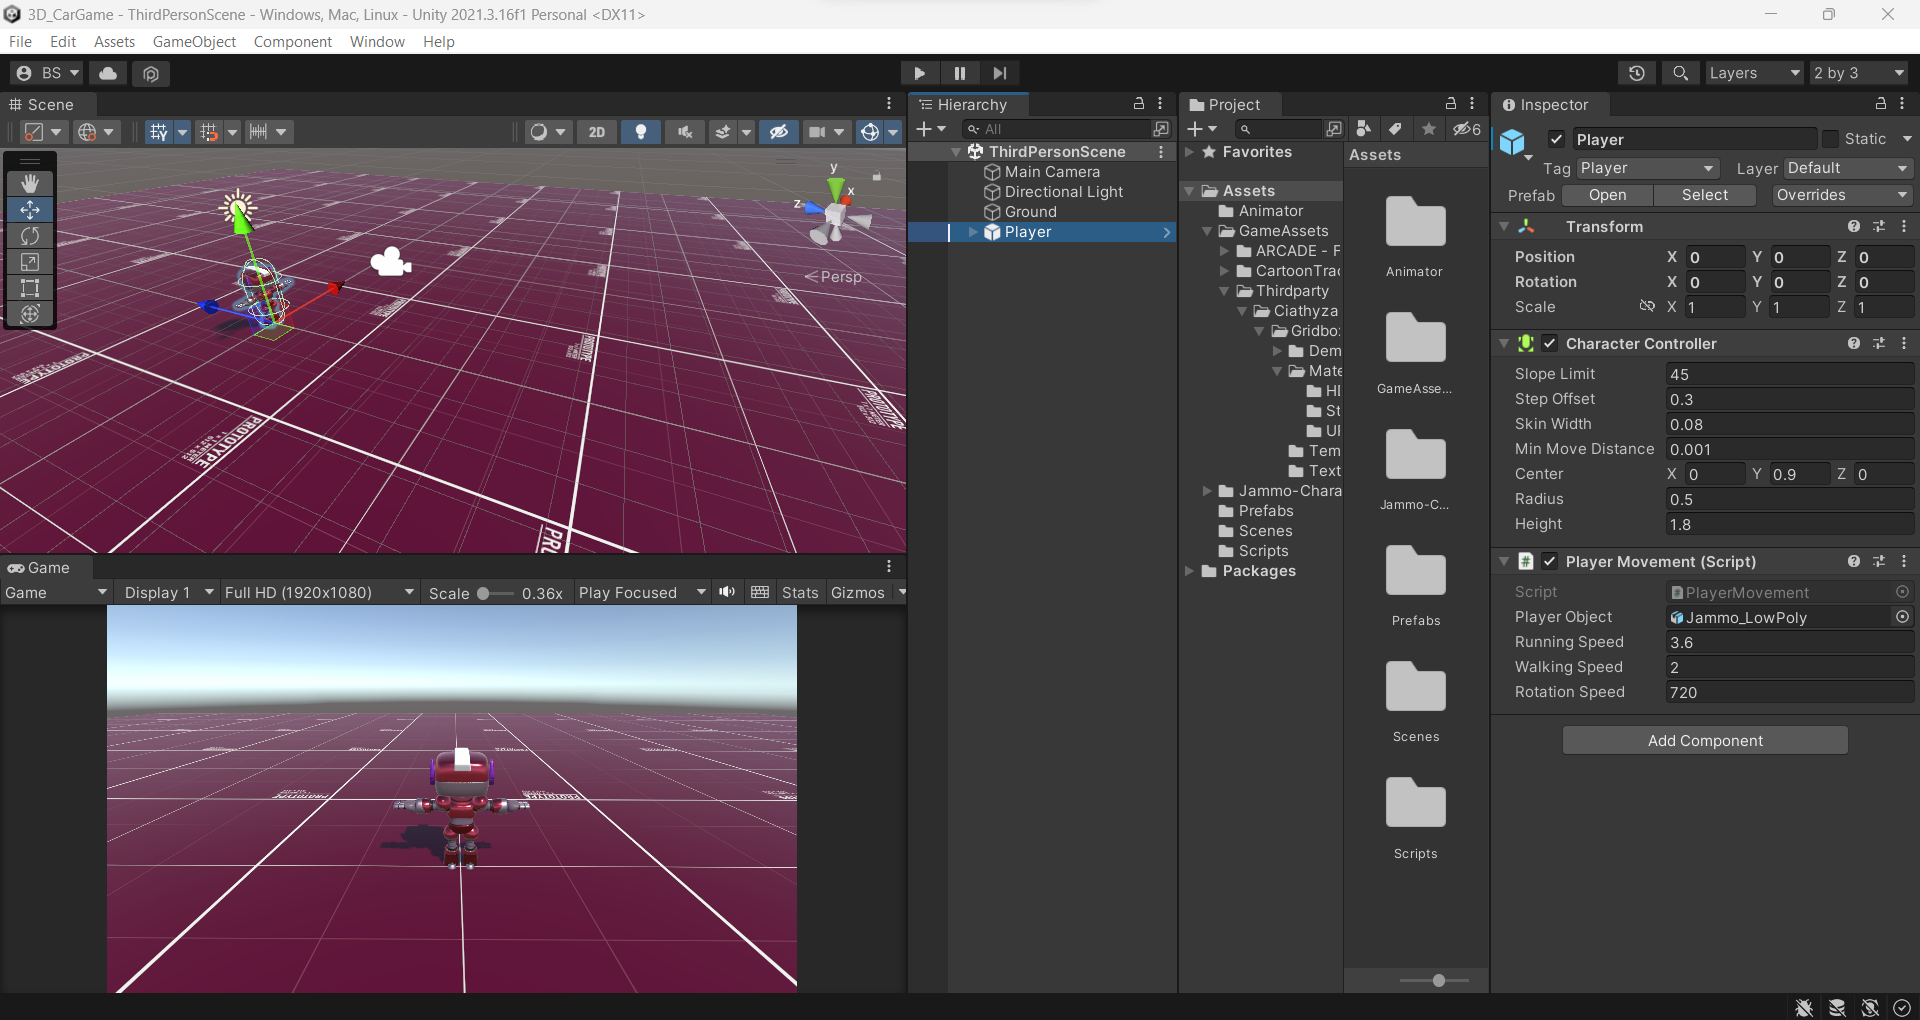 3D_CarGame - ThirdPersonScene - Windows, Mac, Linux - Unity 2021.3.16f1 Personal <DX11>
File Edit Assets GameObject Component Window Help
BS Layers 2 by 3
Scene
2D
y
x
z
Persp
PROTOTYPE
PROTOTYPE
PROTOTYPE
Game
Game Display 1 Full HD (1920x1080) Scale 0.36x Play Focused Stats Gizmos
Hierarchy
All
ThirdPersonScene
Main Camera
Directional Light
Ground
Player
Project
6
Favorites
Assets
Animator
GameAssets
ARCADE - F
CartoonTrac
Thirdparty
Ciathyza
Gridbo
Dem
Mate
HI
St
UI
Tem
Text
Jammo-Chara
Prefabs
Scenes
Scripts
Packages
Assets
Animator
GameAsse...
Jammo-C...
Prefabs
Scenes
Scripts
Inspector
Player Static
Tag Player Layer Default
Prefab Open Select Overrides
Transform
Position X 0 Y 0 Z 0
Rotation X 0 Y 0 Z 0
Scale X 1 Y 1 Z 1
Character Controller
Slope Limit 45
Step Offset 0.3
Skin Width 0.08
Min Move Distance 0.001
Center X 0 Y 0.9 Z 0
Radius 0.5
Height 1.8
Player Movement (Script)
Script PlayerMovement
Player Object Jammo_LowPoly
Running Speed 3.6
Walking Speed 2
Rotation Speed 720
Add Component